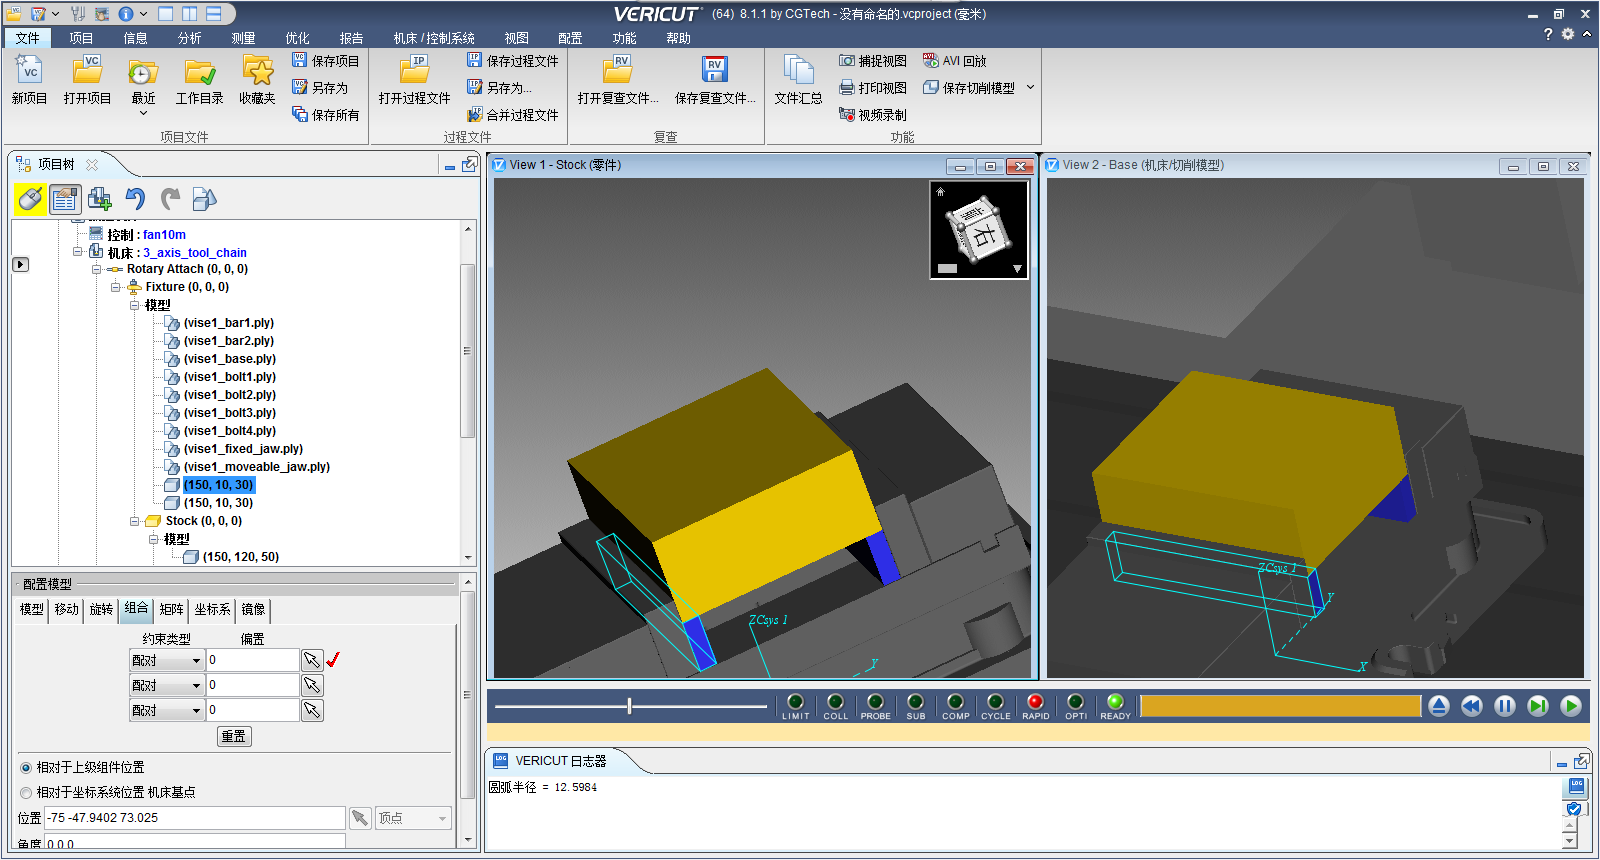 VERICUT (64) 8.1.1 by CGTech - 没有命名的.vcproject (毫米)
文件 项目 信息 分析 测量 优化 报告 机床 / 控制系统 视图 配置 功能 帮助
新项目 打开项目 最近 工作目录 收藏夹 保存项目 另存为 保存所有
项目文件
打开过程文件 保存过程文件 另存为... 合并过程文件
过程文件
打开复查文件... 保存复查文件...
复查
文件汇总 捕捉视图 打印视图 视频录制 AVI 回放 保存切削模型
功能
项目树
控制 : fan10m
机床 : 3_axis_tool_chain
Rotary Attach (0, 0, 0)
Fixture (0, 0, 0)
模型
(vise1_bar1.ply)
(vise1_bar2.ply)
(vise1_base.ply)
(vise1_bolt1.ply)
(vise1_bolt2.ply)
(vise1_bolt3.ply)
(vise1_bolt4.ply)
(vise1_fixed_jaw.ply)
(vise1_moveable_jaw.ply)
(150, 10, 30)
(150, 10, 30)
Stock (0, 0, 0)
模型
(150, 120, 50)
配置模型
模型 移动 旋转 组合 矩阵 坐标系 镜像
约束类型 偏置
配对 0
配对 0
配对 0
重置
相对于上级组件位置
相对于坐标系统位置 机床基点
位置 -75 -47.9402 73.025 顶点
角度 0 0 0
View 1 - Stock (零件)
右
ZCsys 1
Y
View 2 - Base (机床/切削模型)
ZCsys 1
Y
X
LIMIT COLL PROBE SUB COMP CYCLE RAPID OPTI READY
LOG VERICUT 日志器
圆弧半径 = 12.5984
LOG